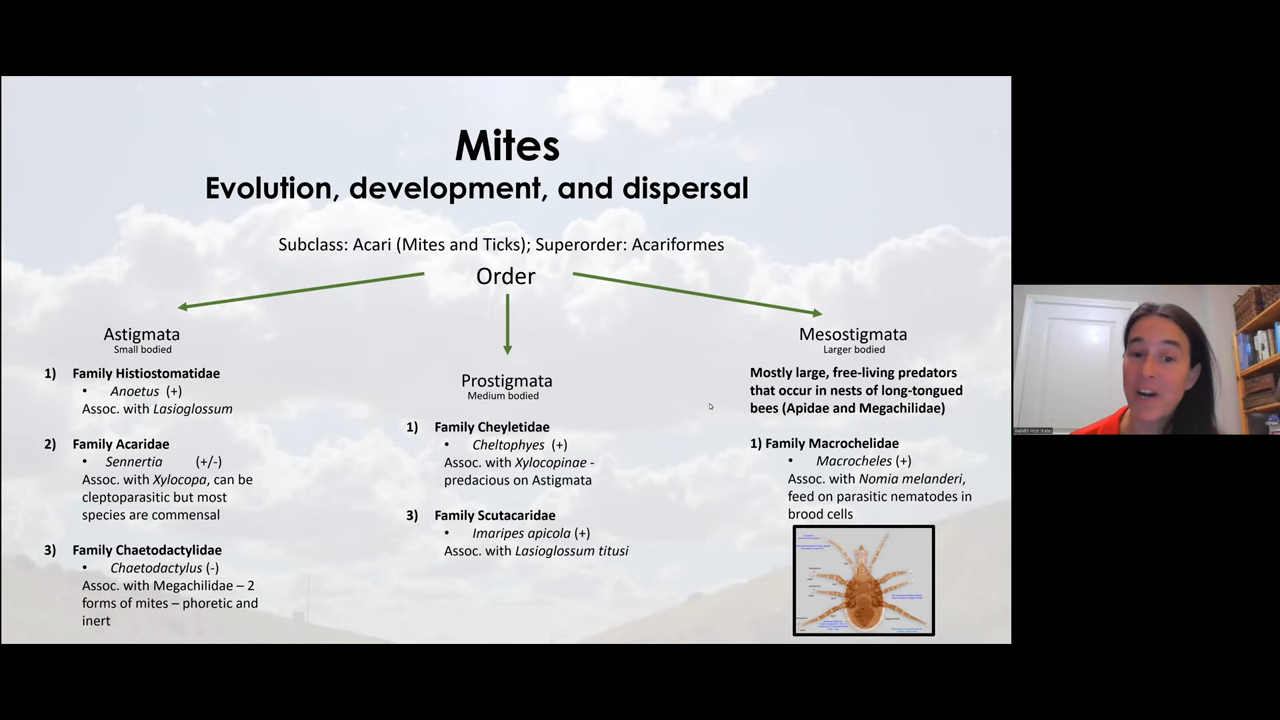 Mites
Evolution, development, and dispersal
Subclass: Acari (Mites and Ticks); Superorder: Acariformes
Order
Astigmata
Small bodied
1) Family Histiostomatidae
• Anoetus (+)
Assoc. with Lasioglossum
2) Family Acaridae
• Sennertia (+/-)
Assoc. with Xylocopa, can be
cleptoparasitic but most
species are commensal
3) Family Chaetodactylidae
• Chaetodactylus (-)
Assoc. with Megachilidae – 2
forms of mites – phoretic and
inert
Prostigmata
Medium bodied
1) Family Cheyletidae
• Cheltophyes (+)
Assoc. with Xylocopinae -
predacious on Astigmata
3) Family Scutacaridae
• Imaripes apicola (+)
Assoc. with Lasioglossum titusi
Mesostigmata
Larger bodied
Mostly large, free-living predators
that occur in nests of long-tongued
bees (Apidae and Megachilidae)
1) Family Macrochelidae
• Macrocheles (+)
Assoc. with Nomia melanderi,
feed on parasitic nematodes in
brood cells